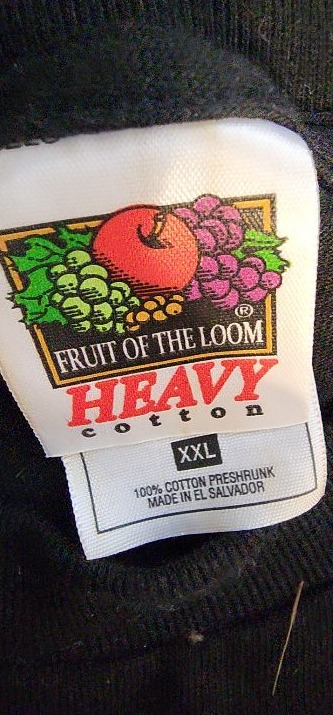 ®
FRUIT OF THE LOOM
HEAVY
cotton
XXL
100% COTTON PRESHRUNK
MADE IN EL SALVADOR